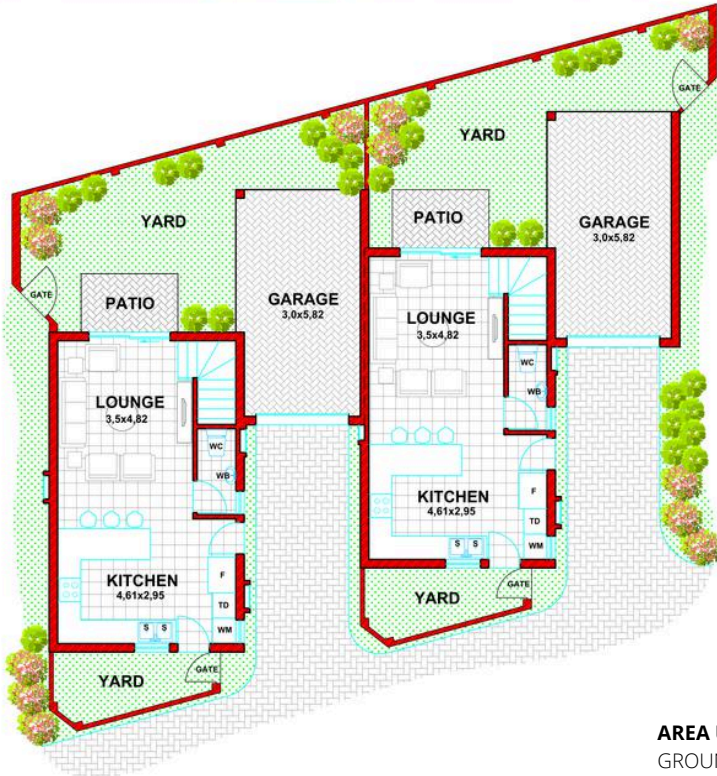 GATE
YARD
YARD
PATIO
GARAGE
3,0x5,82
GATE
PATIO
GARAGE
3,0x5,82
LOUNGE
3,5x4,82
WC
WB
LOUNGE
3,5x4,82
WC
WB
KITCHEN
4,61x2,95
F
TD
WM
S S
GATE
YARD
KITCHEN
4,61x2,95
F
TD
WM
S S
GATE
YARD
AREA
GROUN